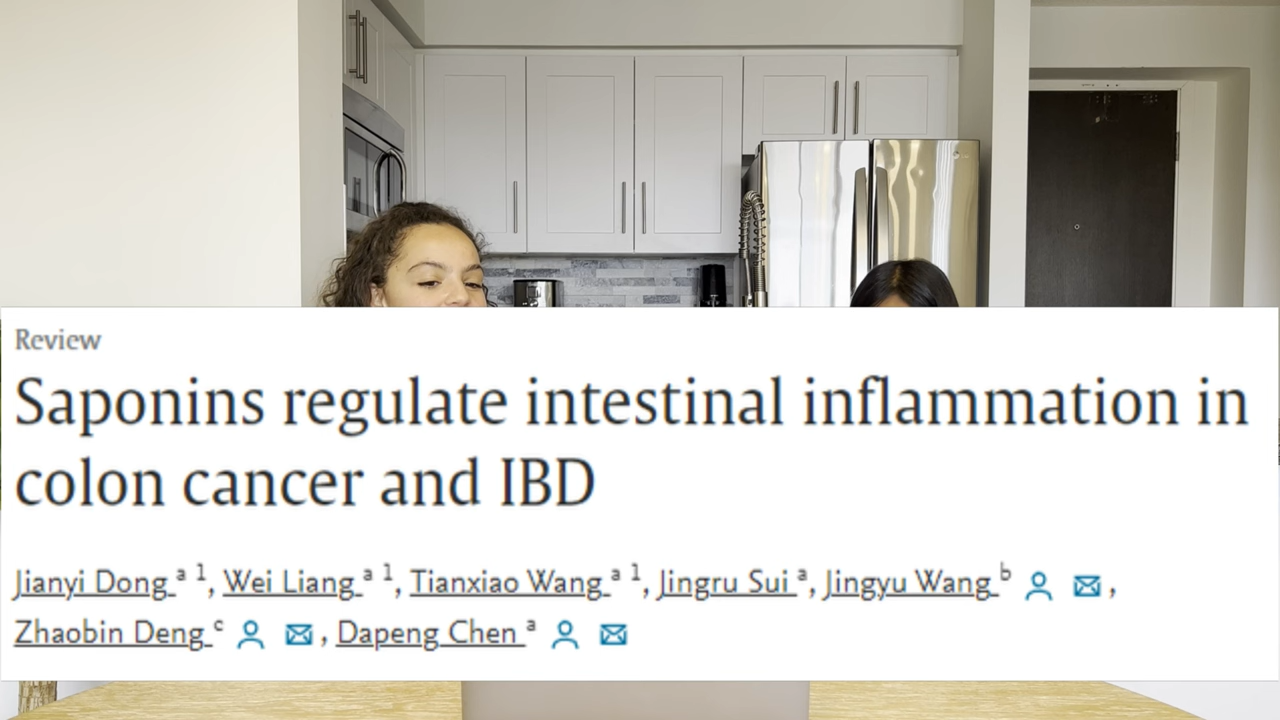 Review
Saponins regulate intestinal inflammation in
colon cancer and IBD
Jianyi Dong a 1, Wei Liang a 1, Tianxiao Wang a 1, Jingru Sui a, Jingyu Wang b ,
Zhaobin Deng c , Dapeng Chen a